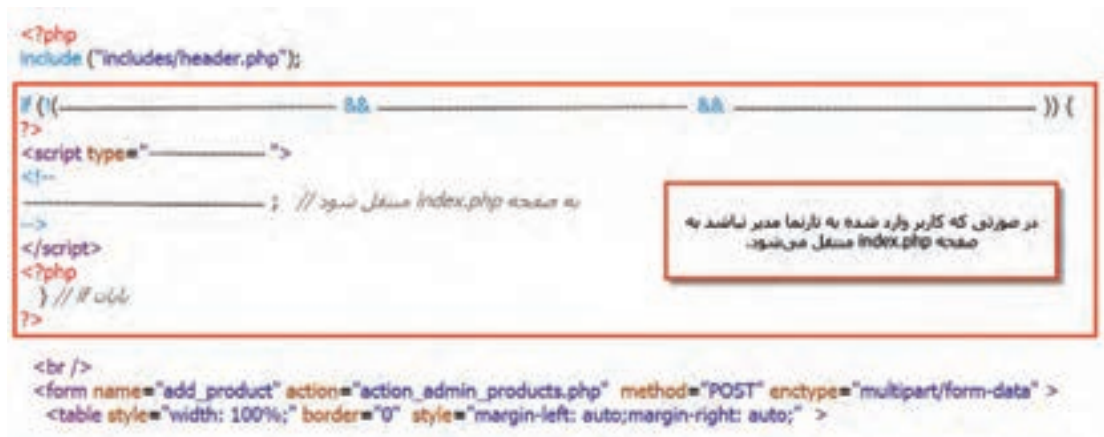 <?php
include ("includes/header.php");
if (!( && && )) {
?>
<script type=" ">
<!--
; // به صفحه index.php منتقل شود
-->
</script>
<?php
} // if پایان
?>
در صورتی که کاربر وارد شده به تارنما مدیر نباشد به
صفحه index.php منتقل می‌شود.
<br />
<form name="add_product" action="action_admin_products.php" method="POST" enctype="multipart/form-data" >
<table style="width: 100%;" border="0" style="margin-left: auto;margin-right: auto;" >